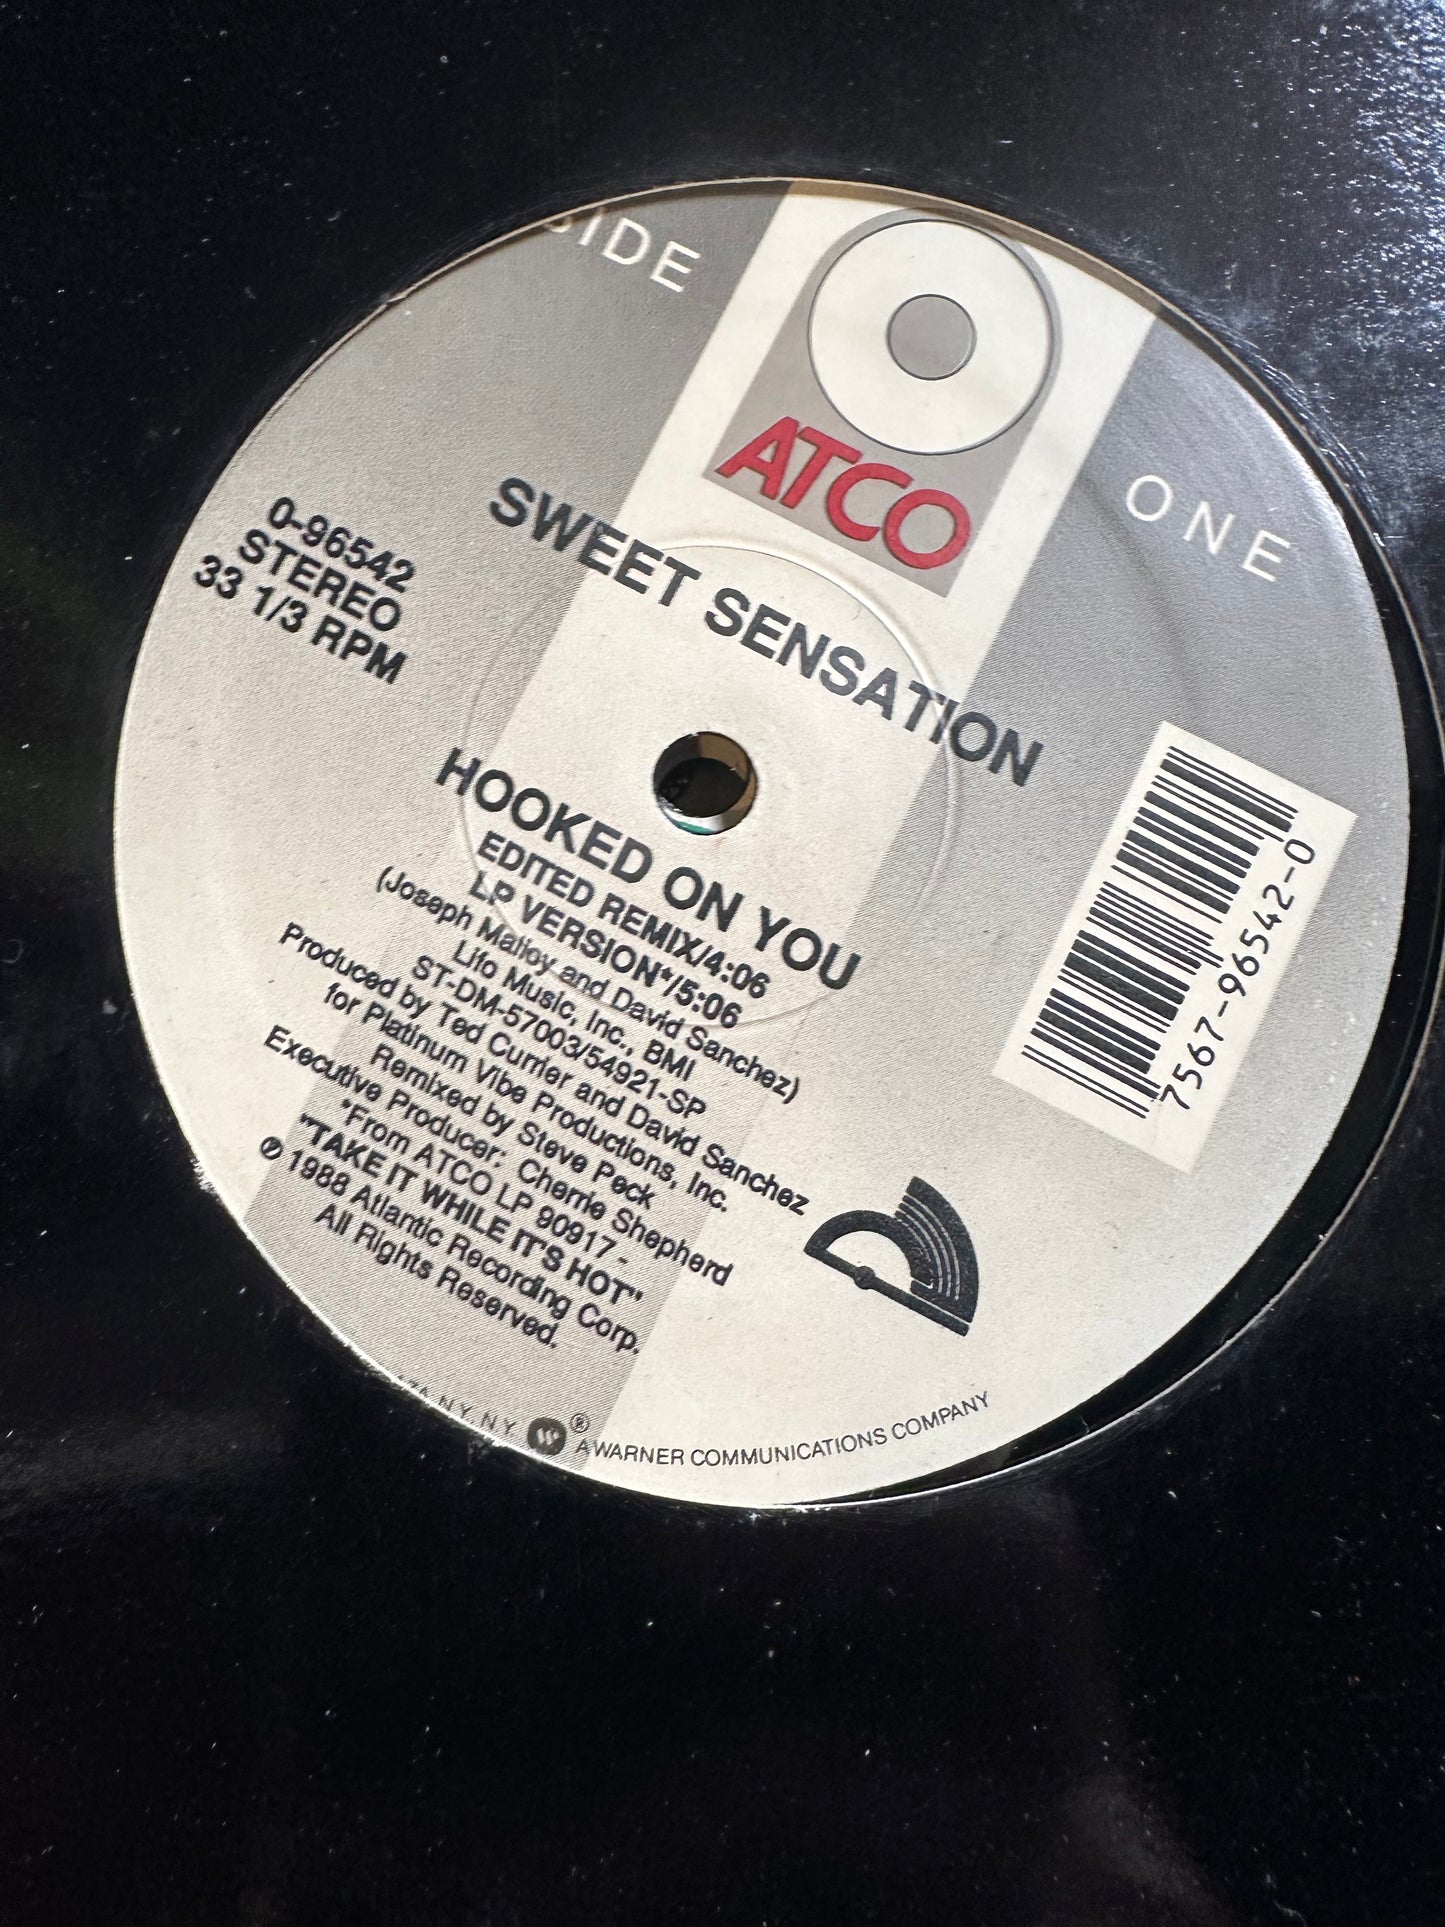 SIDE
ONE
ATCO
0-96542
STEREO
33 1/3 RPM
SWEET SENSATION
HOOKED ON YOU
EDITED REMIX/4:06
LP VERSION*/5:06
(Joseph Malloy and David Sanchez)
Lifo Music, Inc., BMI
ST-DM-57003/54921-SP
Produced by Ted Currier and David Sanchez
for Platinum Vibe Productions, Inc.
Remixed by Steve Peck
Executive Producer: Cherrie Shepherd
*From ATCO LP 90917 -
"TAKE IT WHILE IT'S HOT"
℗ 1988 Atlantic Recording Corp.
All Rights Reserved.
7567-96542-0
N.Y. N.Y. ® A WARNER COMMUNICATIONS COMPANY